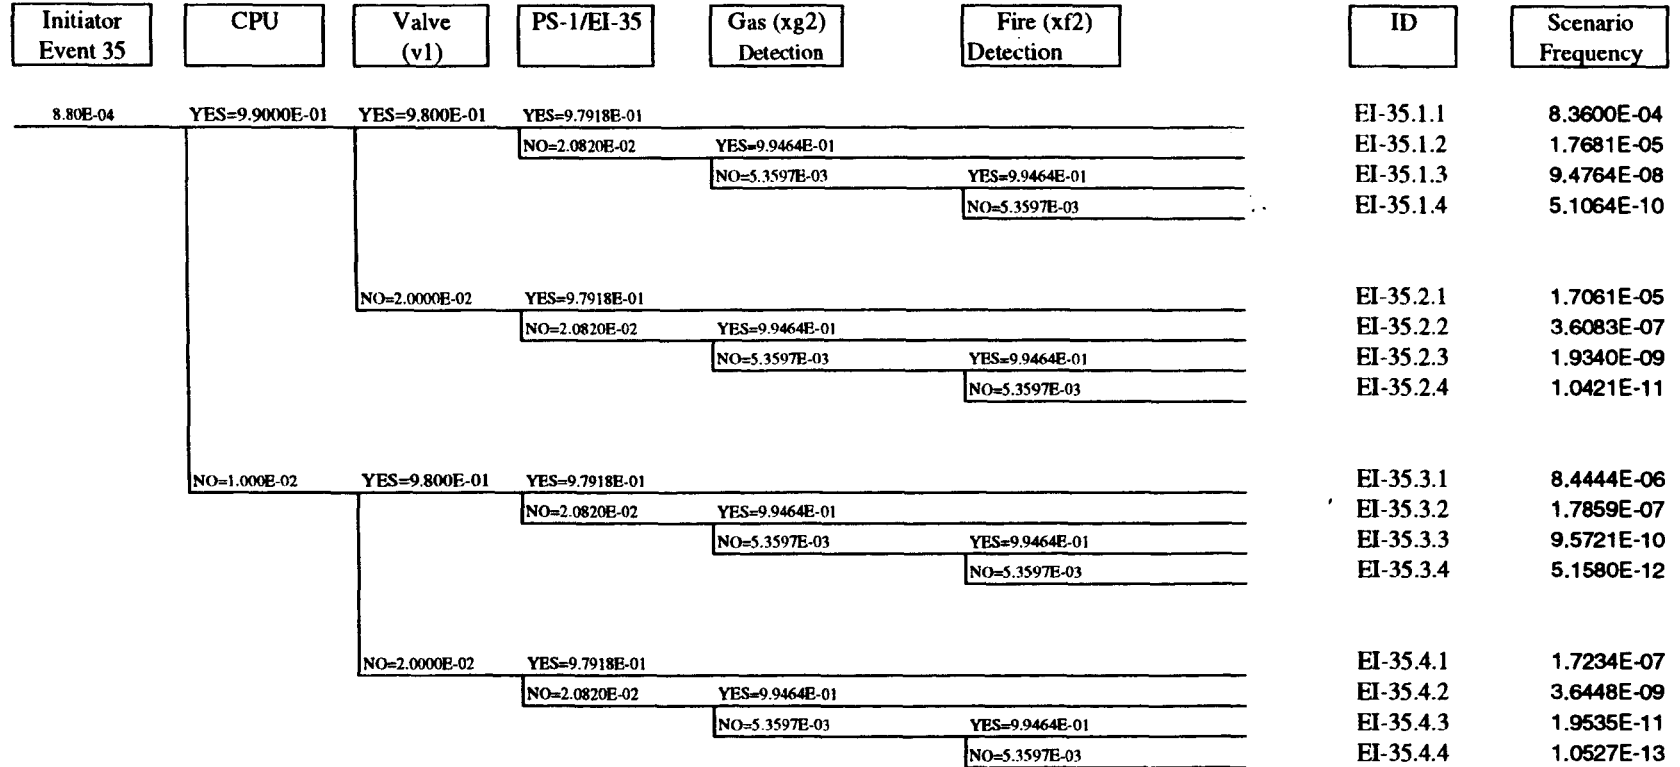 Initiator Event 35
CPU
Valve (v1)
PS-1/EI-35
Gas (xg2) Detection
Fire (xf2) Detection
ID
Scenario Frequency
8.80E-04 YES=9.9000E-01 YES=9.800E-01 YES=9.7918E-01 EI-35.1.1 8.3600E-04
NO=2.0820E-02 YES=9.9464E-01 EI-35.1.2 1.7681E-05
NO=5.3597E-03 YES=9.9464E-01 EI-35.1.3 9.4764E-08
NO=5.3597E-03 EI-35.1.4 5.1064E-10
NO=2.0000E-02 YES=9.7918E-01 EI-35.2.1 1.7061E-05
NO=2.0820E-02 YES=9.9464E-01 EI-35.2.2 3.6083E-07
NO=5.3597E-03 YES=9.9464E-01 EI-35.2.3 1.9340E-09
NO=5.3597E-03 EI-35.2.4 1.0421E-11
NO=1.000E-02 YES=9.800E-01 YES=9.7918E-01 EI-35.3.1 8.4444E-06
NO=2.0820E-02 YES=9.9464E-01 EI-35.3.2 1.7859E-07
NO=5.3597E-03 YES=9.9464E-01 EI-35.3.3 9.5721E-10
NO=5.3597E-03 EI-35.3.4 5.1580E-12
NO=2.0000E-02 YES=9.7918E-01 EI-35.4.1 1.7234E-07
NO=2.0820E-02 YES=9.9464E-01 EI-35.4.2 3.6448E-09
NO=5.3597E-03 YES=9.9464E-01 EI-35.4.3 1.9535E-11
NO=5.3597E-03 EI-35.4.4 1.0527E-13